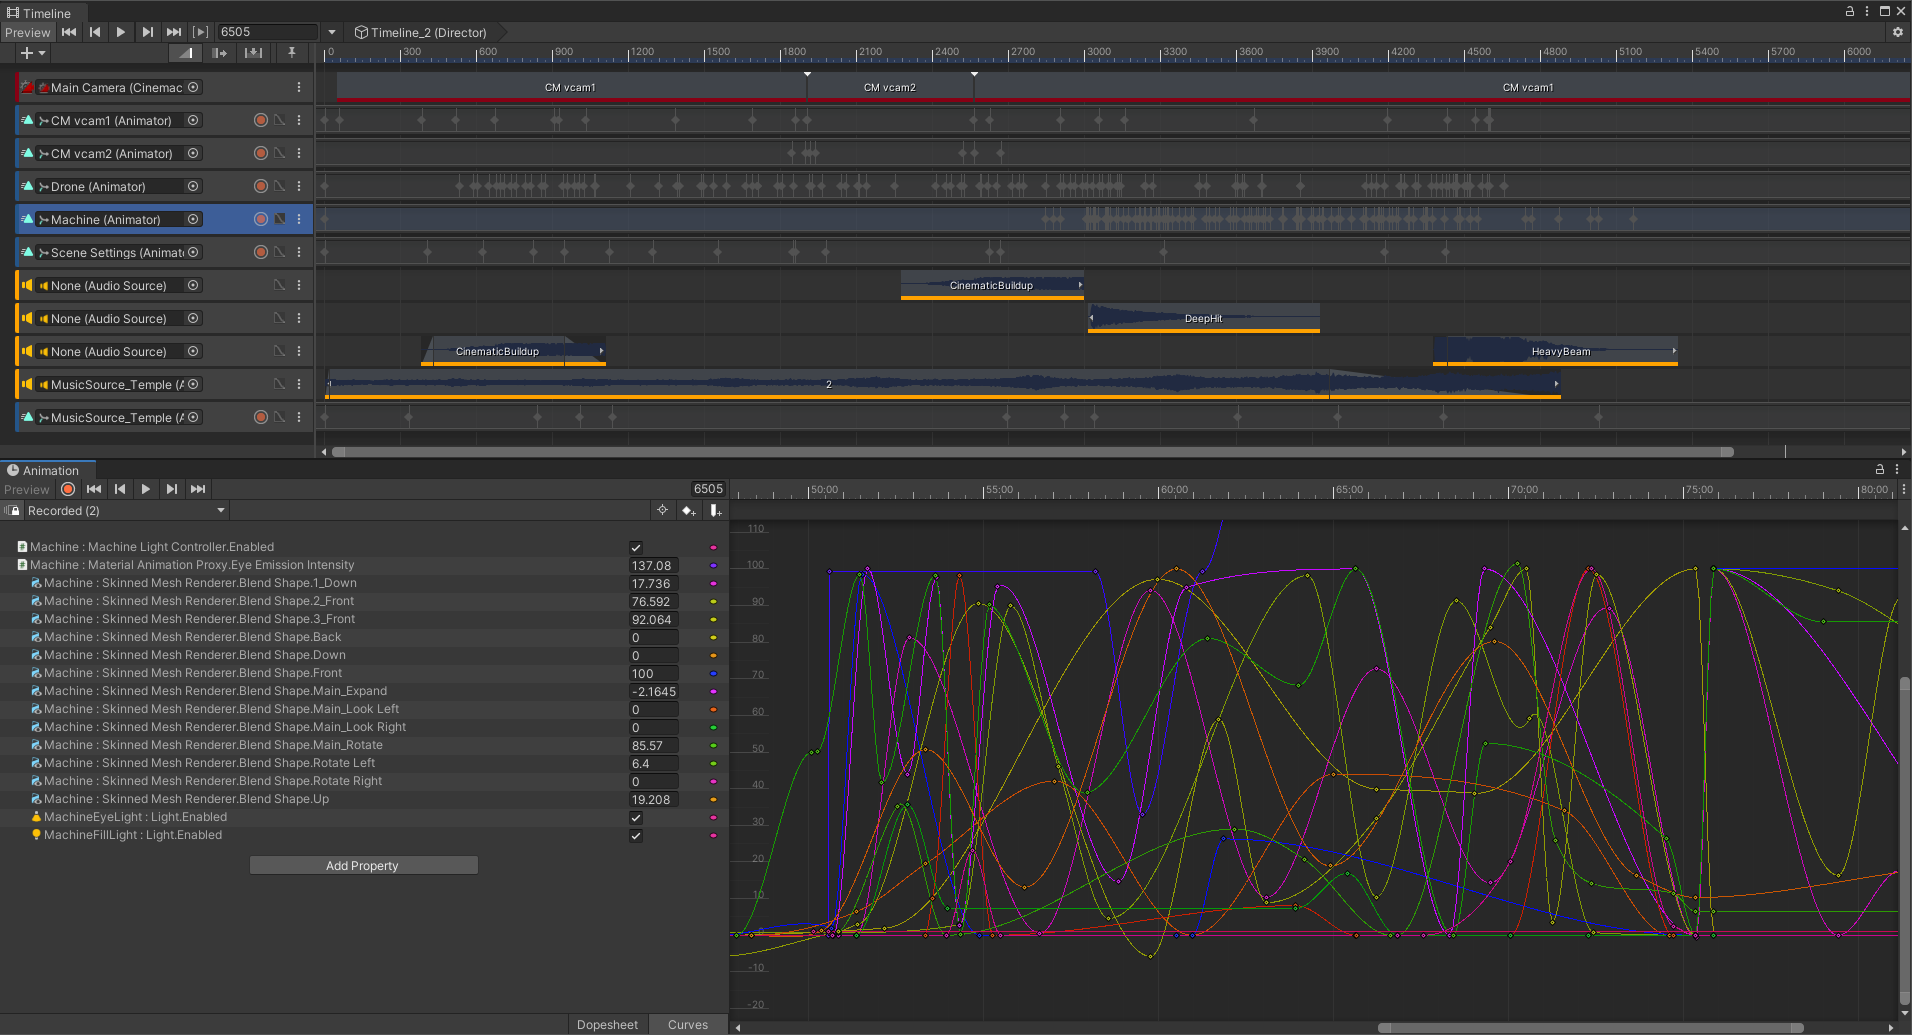 Timeline
Preview
6505
Timeline_2 (Director)
0 300 600 900 1200 1500 1800 2100 2400 2700 3000 3300 3600 3900 4200 4500 4800 5100 5400 5700 6000
Main Camera (Cinemac
CM vcam1
CM vcam2
CM vcam1
CM vcam1 (Animator)
CM vcam2 (Animator)
Drone (Animator)
Machine (Animator)
Scene Settings (Animat
None (Audio Source)
CinematicBuildup
None (Audio Source)
DeepHit
None (Audio Source)
CinematicBuildup
HeavyBeam
MusicSource_Temple (A
2
MusicSource_Temple (A
Animation
Preview
6505
50:00 55:00 60:00 65:00 70:00 75:00 80:00
Recorded (2)
Machine : Machine Light Controller.Enabled
Machine : Material Animation Proxy.Eye Emission Intensity 137.08
Machine : Skinned Mesh Renderer.Blend Shape.1_Down 17.736
Machine : Skinned Mesh Renderer.Blend Shape.2_Front 76.592
Machine : Skinned Mesh Renderer.Blend Shape.3_Front 92.064
Machine : Skinned Mesh Renderer.Blend Shape.Back 0
Machine : Skinned Mesh Renderer.Blend Shape.Down 0
Machine : Skinned Mesh Renderer.Blend Shape.Front 100
Machine : Skinned Mesh Renderer.Blend Shape.Main_Expand -2.1645
Machine : Skinned Mesh Renderer.Blend Shape.Main_Look Left 0
Machine : Skinned Mesh Renderer.Blend Shape.Main_Look Right 0
Machine : Skinned Mesh Renderer.Blend Shape.Main_Rotate 85.57
Machine : Skinned Mesh Renderer.Blend Shape.Rotate Left 6.4
Machine : Skinned Mesh Renderer.Blend Shape.Rotate Right 0
Machine : Skinned Mesh Renderer.Blend Shape.Up 19.208
MachineEyeLight : Light.Enabled
MachineFillLight : Light.Enabled
Add Property
110
100
90
80
70
60
50
40
30
20
10
-10
-20
Dopesheet
Curves